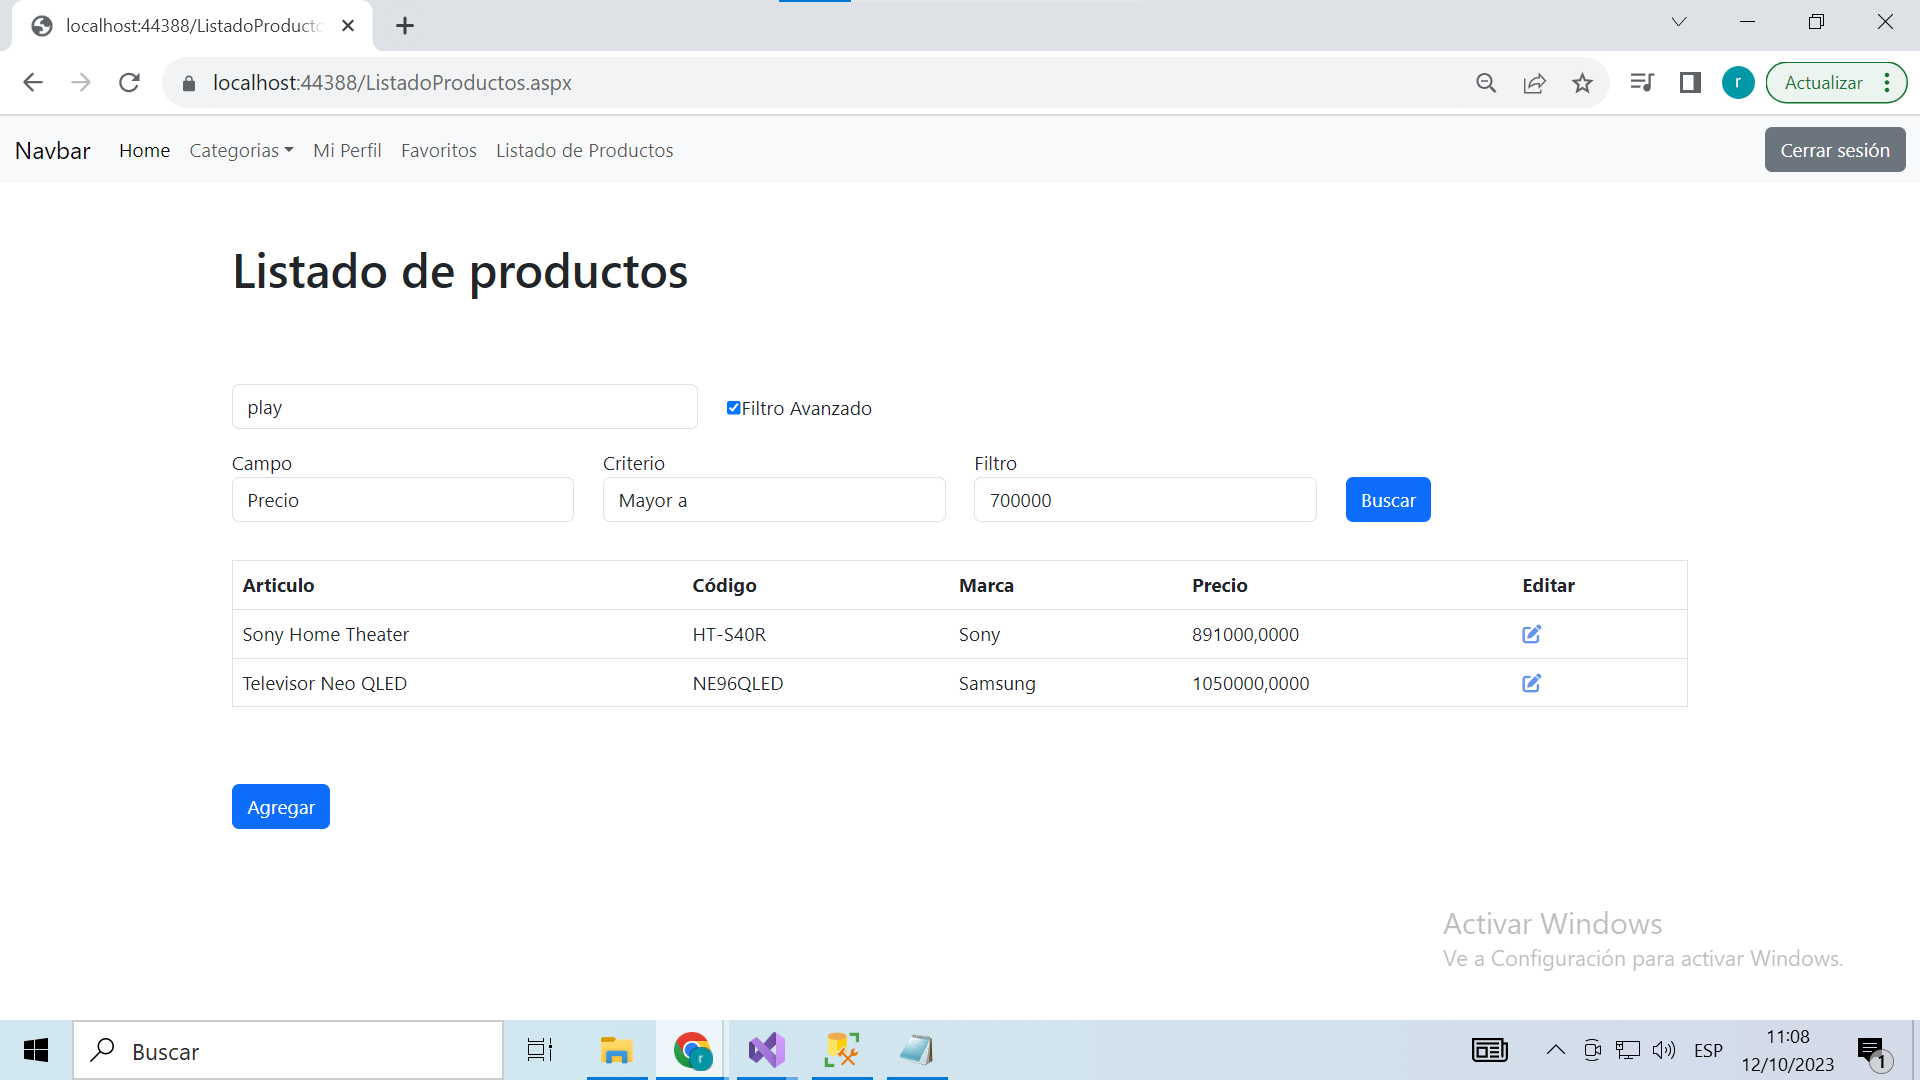 localhost:44388/ListadoProducto
localhost:44388/ListadoProductos.aspx
Actualizar
r
Navbar Home Categorias Mi Perfil Favoritos Listado de Productos Cerrar sesión
Listado de productos
play Filtro Avanzado
Campo Criterio Filtro
Precio Mayor a 700000 Buscar
Articulo Código Marca Precio Editar
Sony Home Theater HT-S40R Sony 891000,0000
Televisor Neo QLED NE96QLED Samsung 1050000,0000
Agregar
Activar Windows
Ve a Configuración para activar Windows.
Buscar
r
ESP
11:08
12/10/2023
1